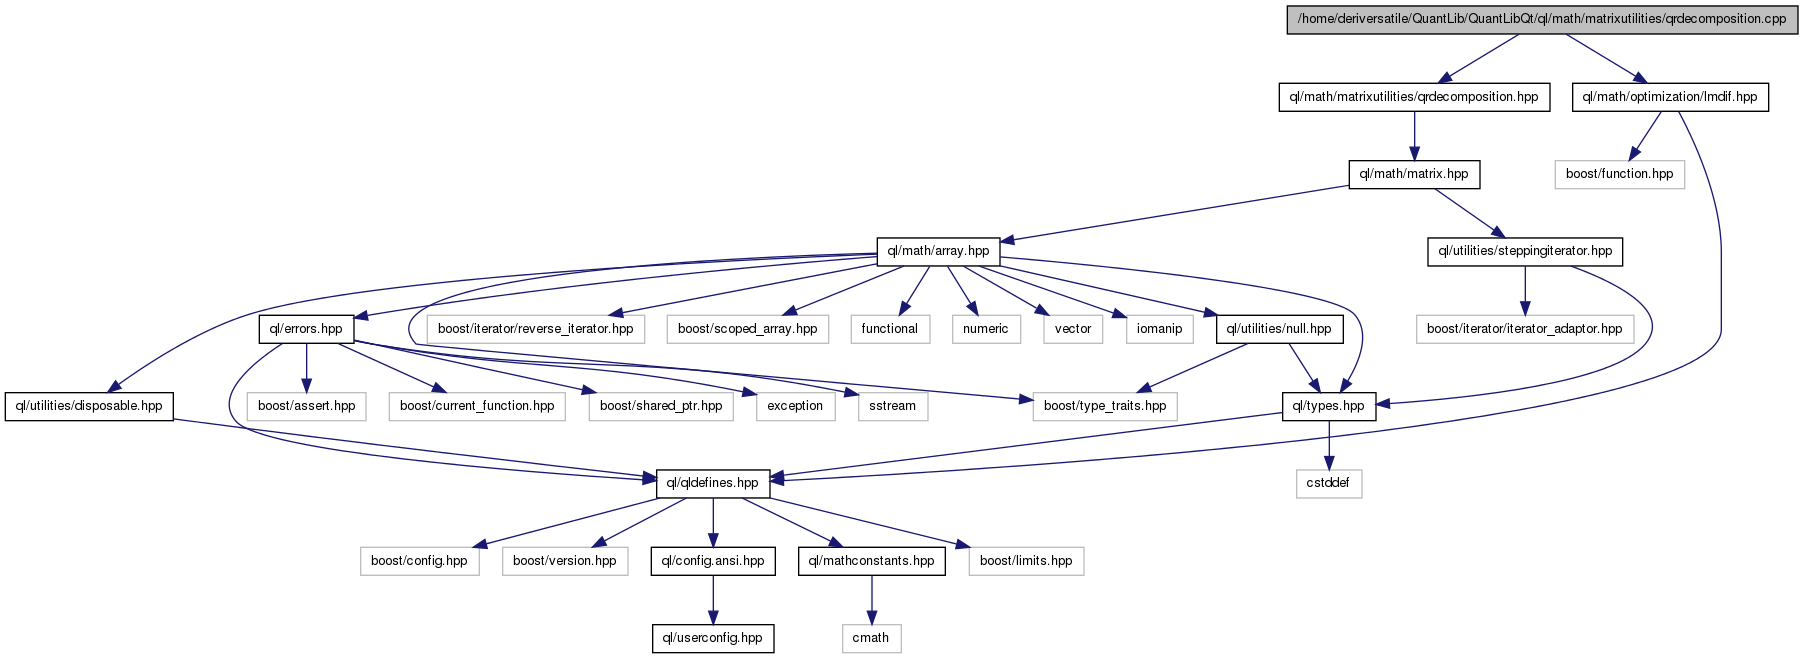 /home/deriversatile/QuantLib/QuantLibQt/ql/math/matrixutilities/qrdecomposition.cpp
ql/math/matrixutilities/qrdecomposition.hpp
ql/math/optimization/lmdif.hpp
ql/math/matrix.hpp
boost/function.hpp
ql/math/array.hpp
ql/utilities/steppingiterator.hpp
ql/errors.hpp
boost/iterator/reverse_iterator.hpp
boost/scoped_array.hpp
functional
numeric
vector
iomanip
ql/utilities/null.hpp
boost/iterator/iterator_adaptor.hpp
ql/utilities/disposable.hpp
boost/assert.hpp
boost/current_function.hpp
boost/shared_ptr.hpp
exception
sstream
boost/type_traits.hpp
ql/types.hpp
ql/qldefines.hpp
cstddef
boost/config.hpp
boost/version.hpp
ql/config.ansi.hpp
ql/mathconstants.hpp
boost/limits.hpp
ql/userconfig.hpp
cmath